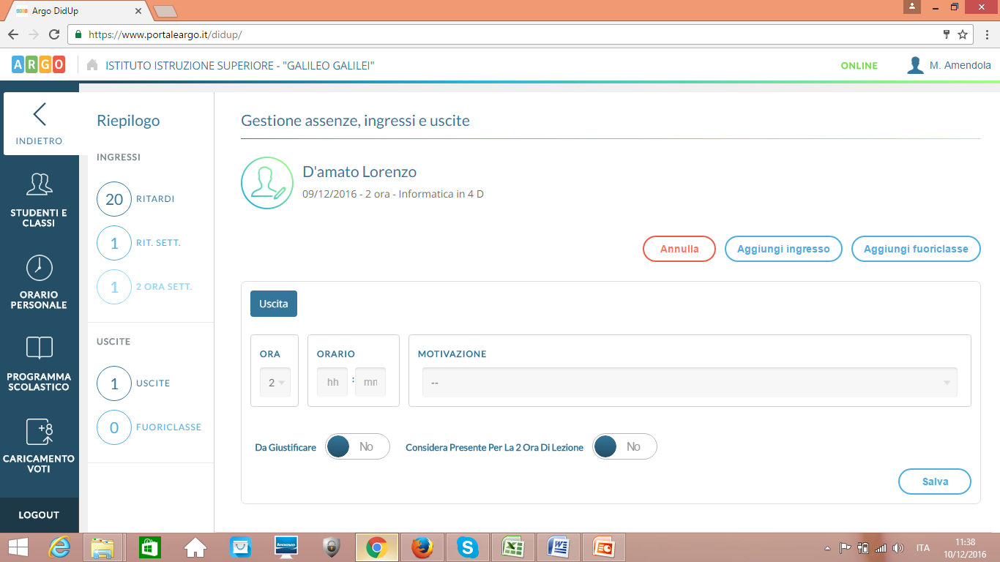 Argo DidUp
https://www.portaleargo.it/didup/
ARGO
ISTITUTO ISTRUZIONE SUPERIORE - "GALILEO GALILEI"
ONLINE
M. Amendola
INDIETRO
STUDENTI E
CLASSI
ORARIO
PERSONALE
PROGRAMMA
SCOLASTICO
+8
CARICAMENTO
VOTI
LOGOUT
Riepilogo
INGRESSI
20 RITARDI
1 RIT. SETT.
1 2 ORA SETT.
USCITE
1 USCITE
0 FUORICLASSE
Gestione assenze, ingressi e uscite
D'amato Lorenzo
09/12/2016 - 2 ora - Informatica in 4 D
Annulla
Aggiungi ingresso
Aggiungi fuoriclasse
Uscita
ORA
2
ORARIO
hh : mn
MOTIVAZIONE
--
Da Giustificare No
Considera Presente Per La 2 Ora Di Lezione No
Salva
lenovo
ITA
11:38
10/12/2016